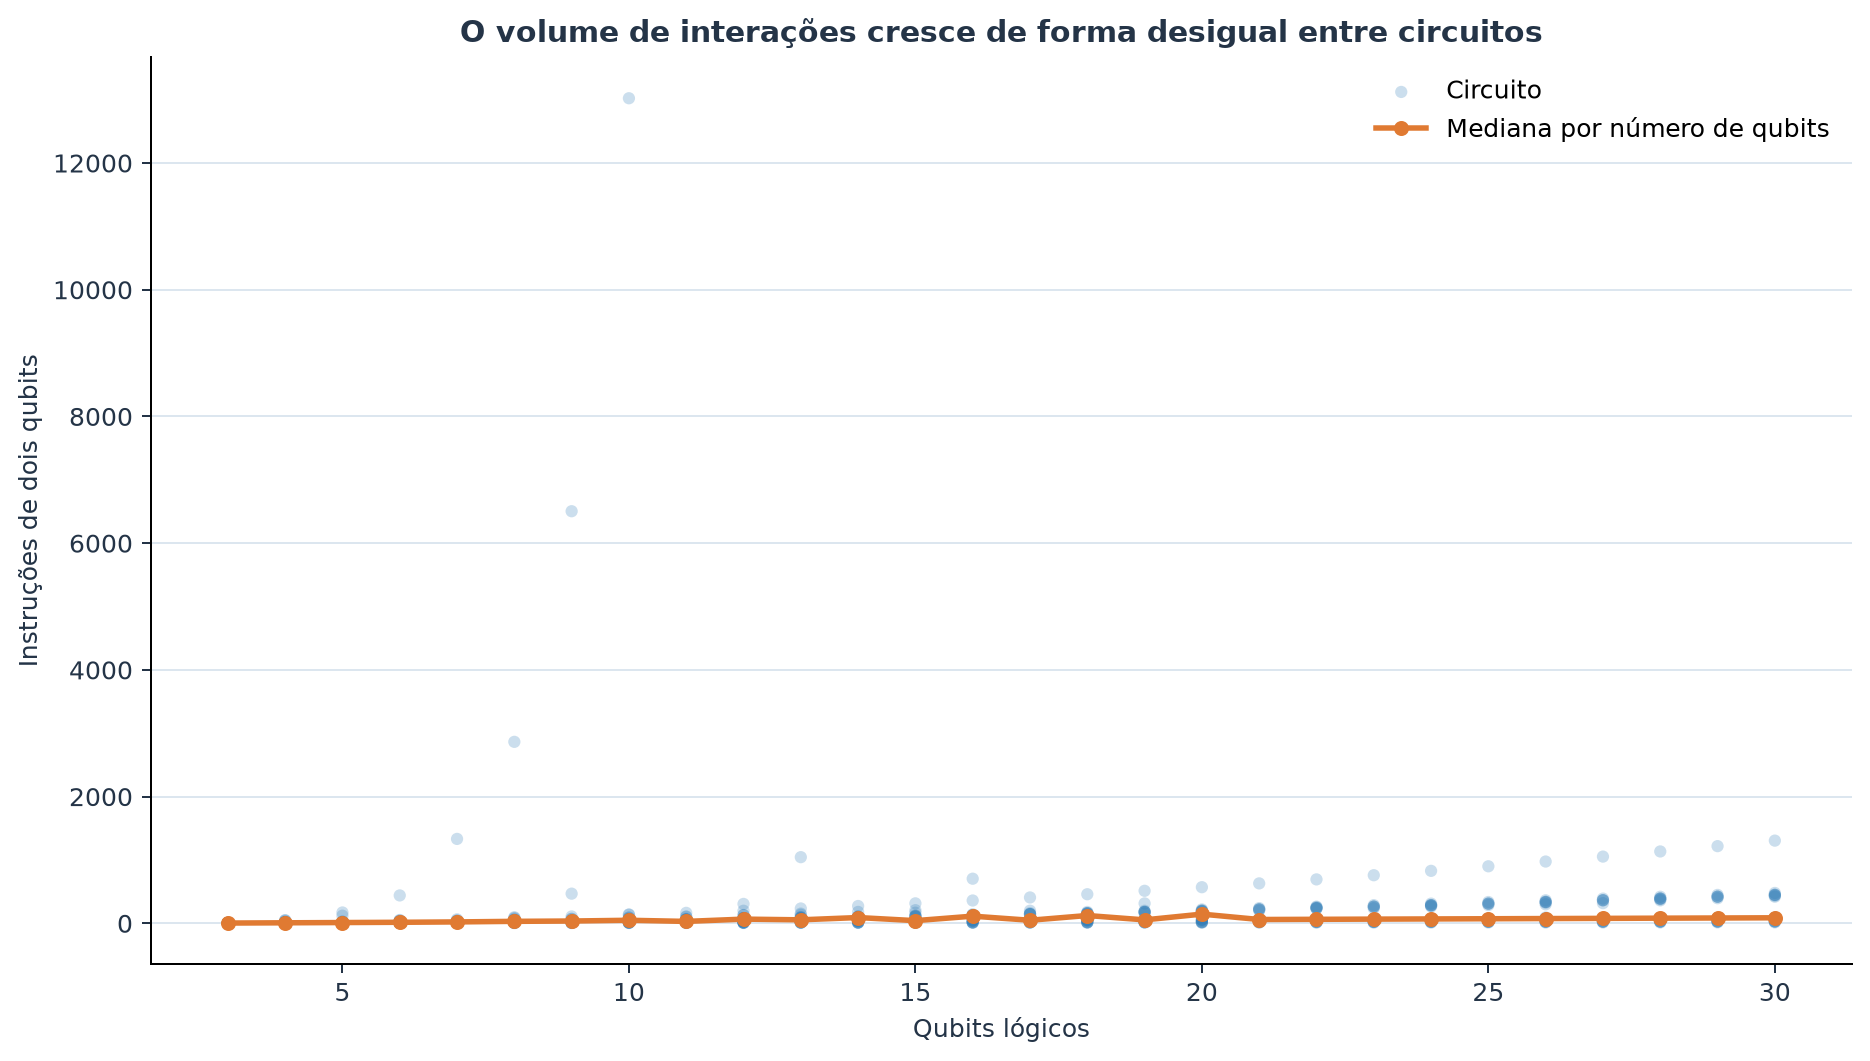 O volume de interações cresce de forma desigual entre circuitos
Circuito
Mediana por número de qubits
Instruções de dois qubits
12000
10000
8000
6000
4000
2000
0
5
10
15
20
25
30
Qubits lógicos